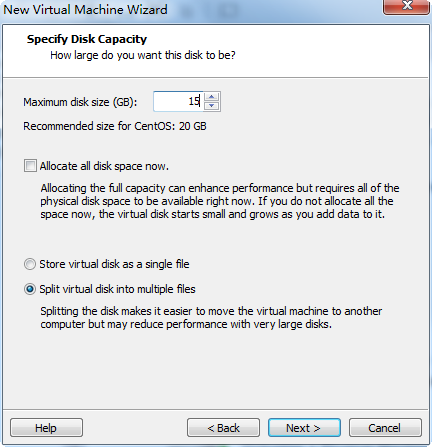 New Virtual Machine Wizard
Specify Disk Capacity
How large do you want this disk to be?
Maximum disk size (GB): 15
Recommended size for CentOS: 20 GB
Allocate all disk space now.
Allocating the full capacity can enhance performance but requires all of the
physical disk space to be available right now. If you do not allocate all the
space now, the virtual disk starts small and grows as you add data to it.
Store virtual disk as a single file
Split virtual disk into multiple files
Splitting the disk makes it easier to move the virtual machine to another
computer but may reduce performance with very large disks.
Help < Back Next > Cancel